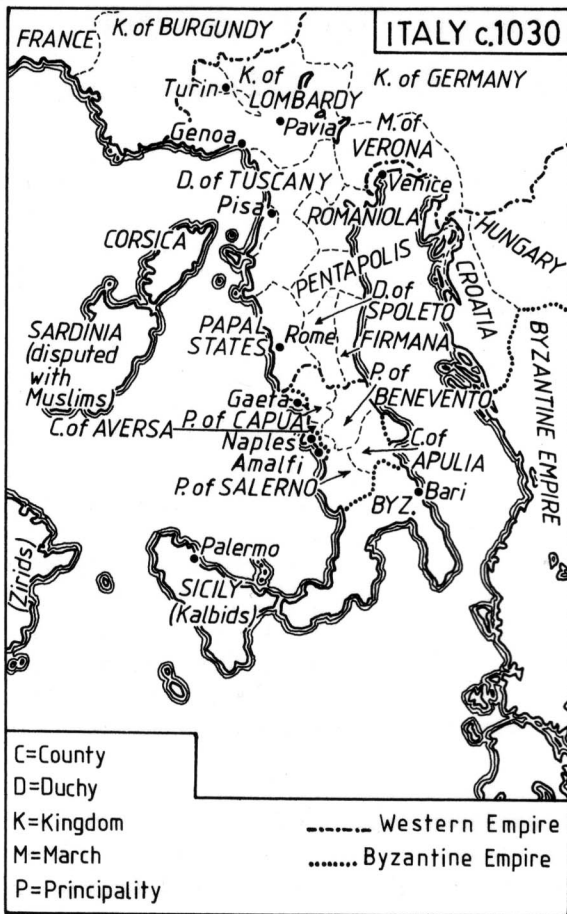 ITALY c.1030
FRANCE
K. of BURGUNDY
Turin
K. of
LOMBARDY
K. of GERMANY
Genoa
Pavia
M. of
VERONA
Venice
D. of TUSCANY
Pisa
ROMANIOLA
HUNGARY
CORSICA
PENTAPOLIS
CROATIA
D. of
SPOLETO
SARDINIA
(disputed
with
Muslims)
PAPAL
STATES
Rome
FIRMANA
BYZANTINE EMPIRE
P. of
BENEVENTO
Gaeta
P. of CAPUA
C. of AVERSA
Naples
Amalfi
C. of
APULIA
P. of SALERNO
Bari
BYZ.
(Zirids)
Palermo
SICILY
(Kalbids)
C=County
D=Duchy
K=Kingdom
M=March
P=Principality
Western Empire
Byzantine Empire